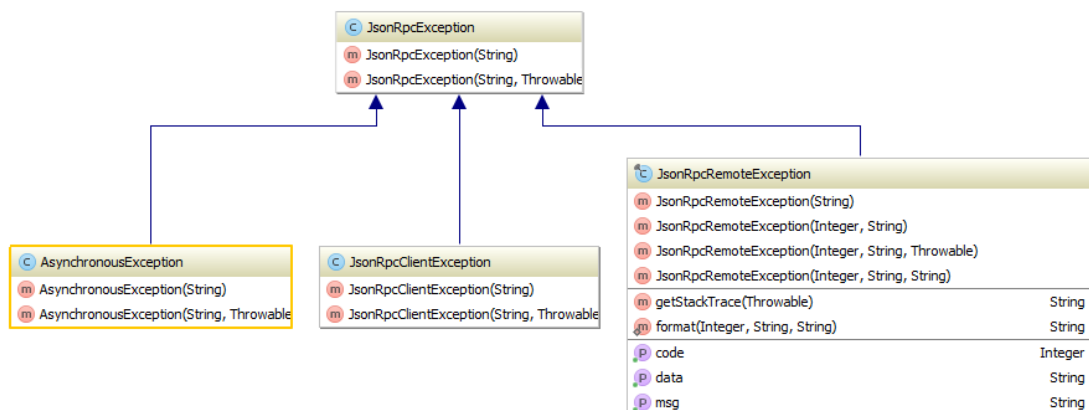 C JsonRpcException
m JsonRpcException(String)
m JsonRpcException(String, Throwable
C AsynchronousException
m AsynchronousException(String)
m AsynchronousException(String, Throwable
C JsonRpcClientException
m JsonRpcClientException(String)
m JsonRpcClientException(String, Throwable
C JsonRpcRemoteException
m JsonRpcRemoteException(String)
m JsonRpcRemoteException(Integer, String)
m JsonRpcRemoteException(Integer, String, Throwable)
m JsonRpcRemoteException(Integer, String, String)
m getStackTrace(Throwable) String
m format(Integer, String, String) String
P code Integer
P data String
P msg String